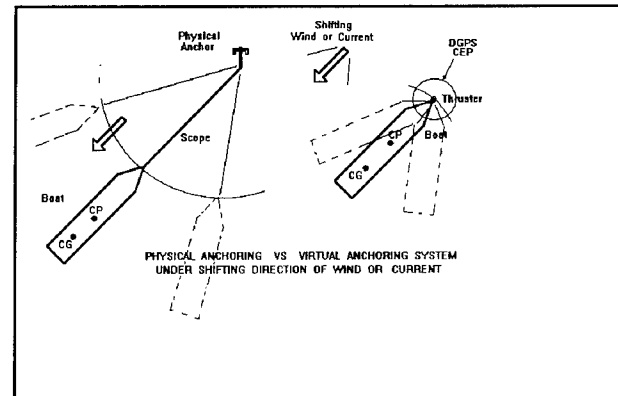 Physical
Anchor
Shifting
Wind or Current
DGPS
CEP
Thruster
Scope
Boat
CP
CG
Boat
CP
CG
PHYSICAL ANCHORING VS VIRTUAL ANCHORING SYSTEM
UNDER SHIFTING DIRECTION OF WIND OR CURRENT